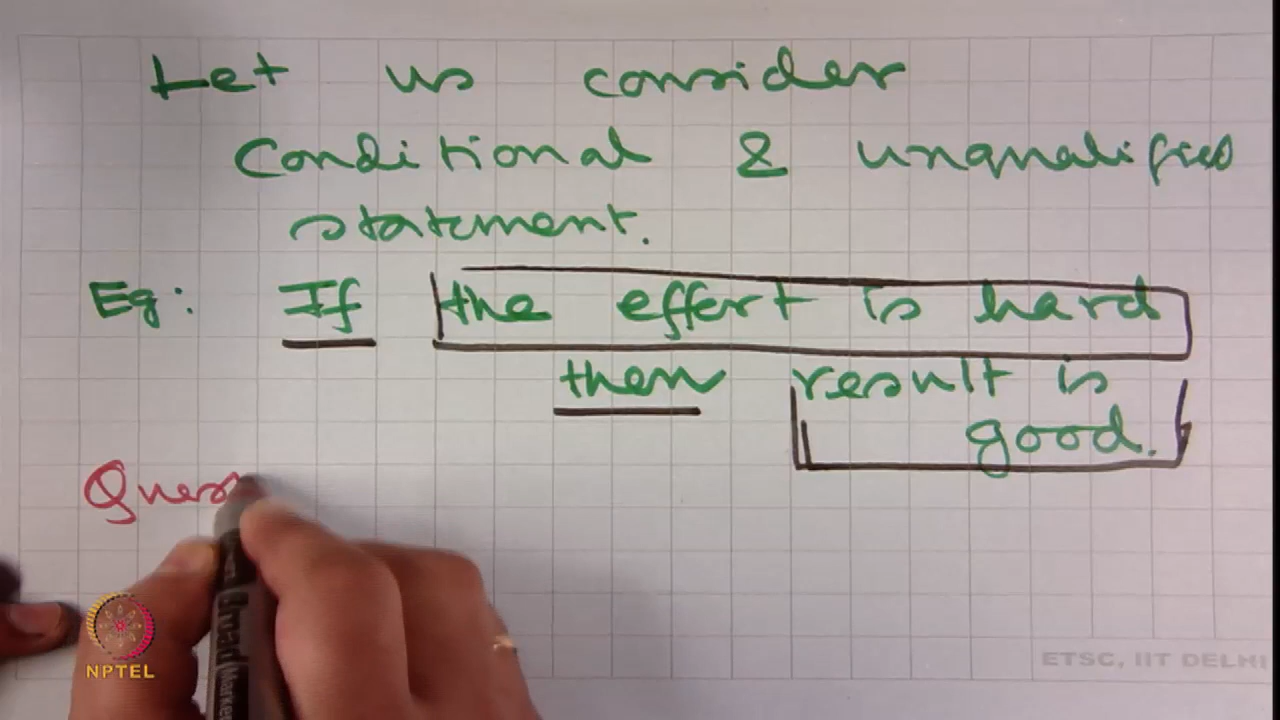 Let us consider
conditional & unqualified
statement.
Eg: If the effort is hard
then result is
good.
Ques
NPTEL
ETSC, IIT DELHI